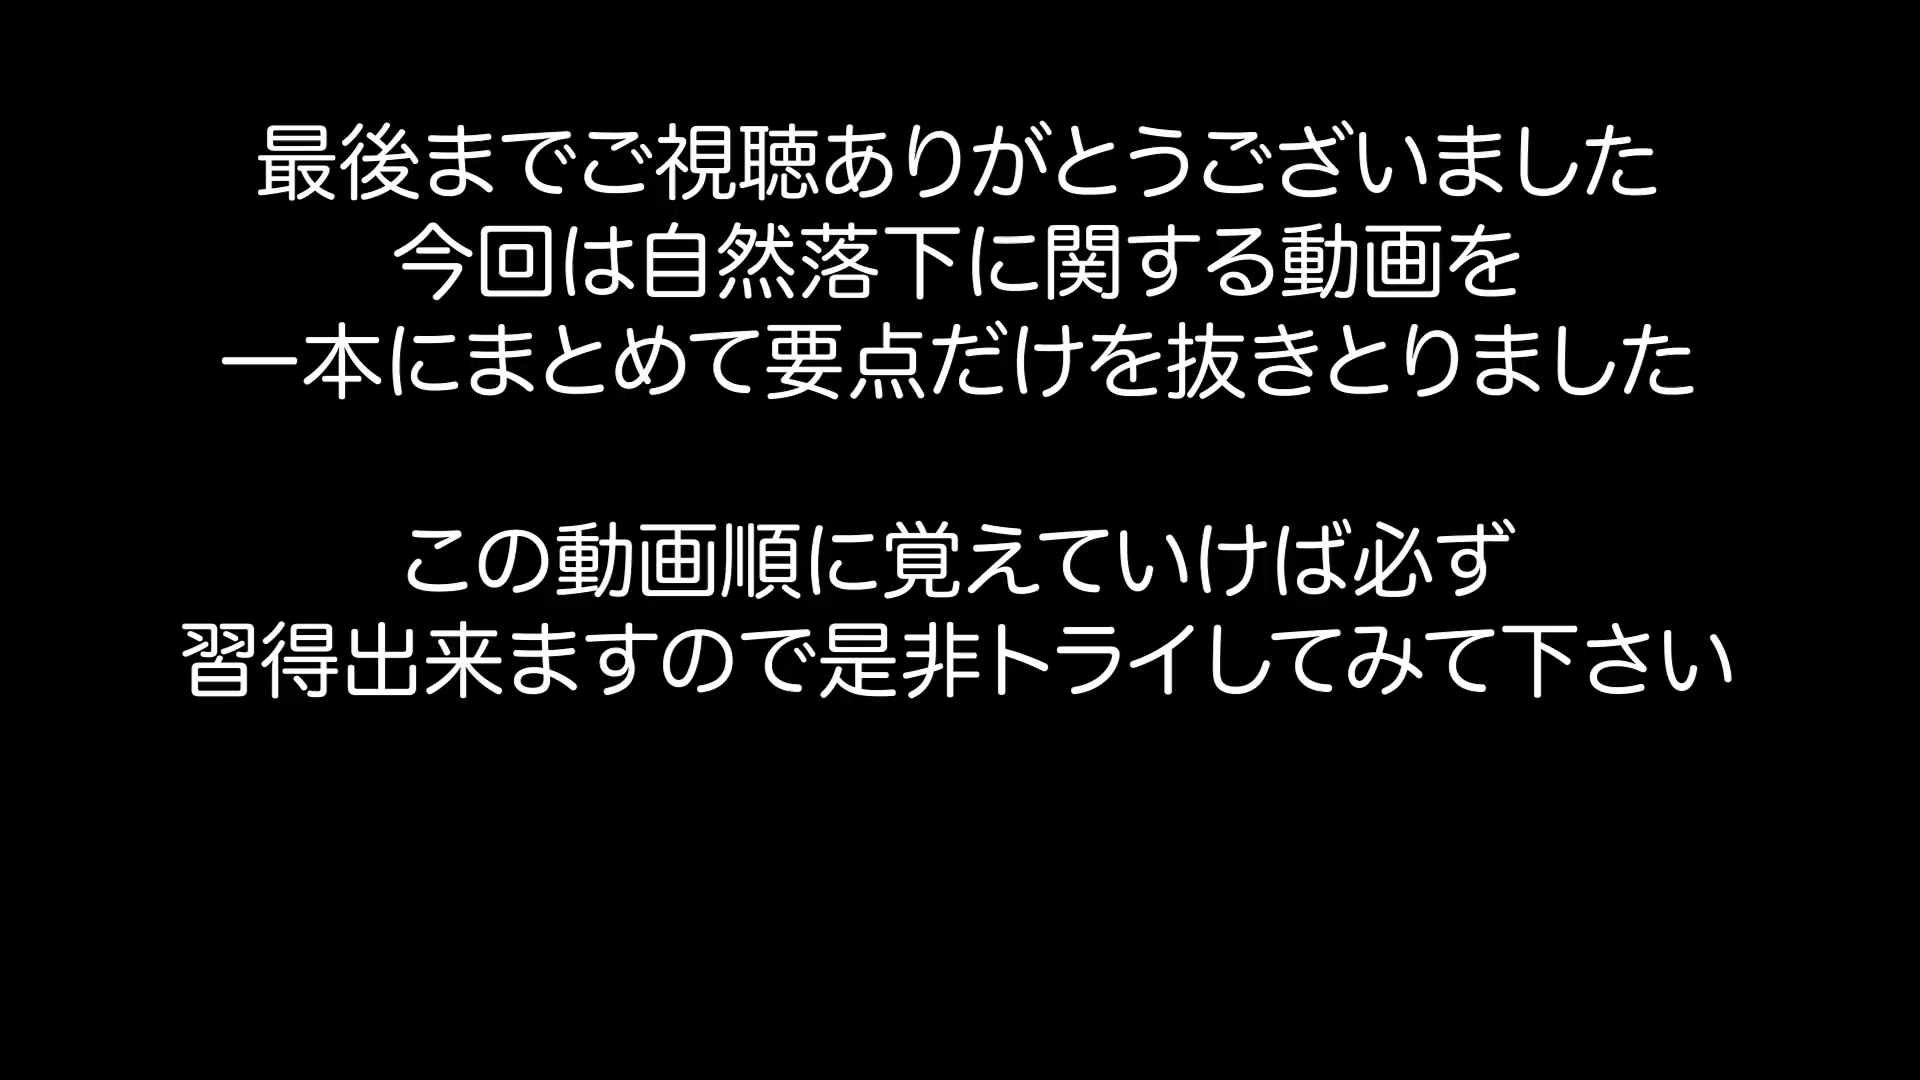 最後までご視聴ありがとうございました
今回は自然落下に関する動画を
一本にまとめて要点だけを抜きとりました
この動画順に覚えていけば必ず
習得出来ますので是非トライしてみて下さい